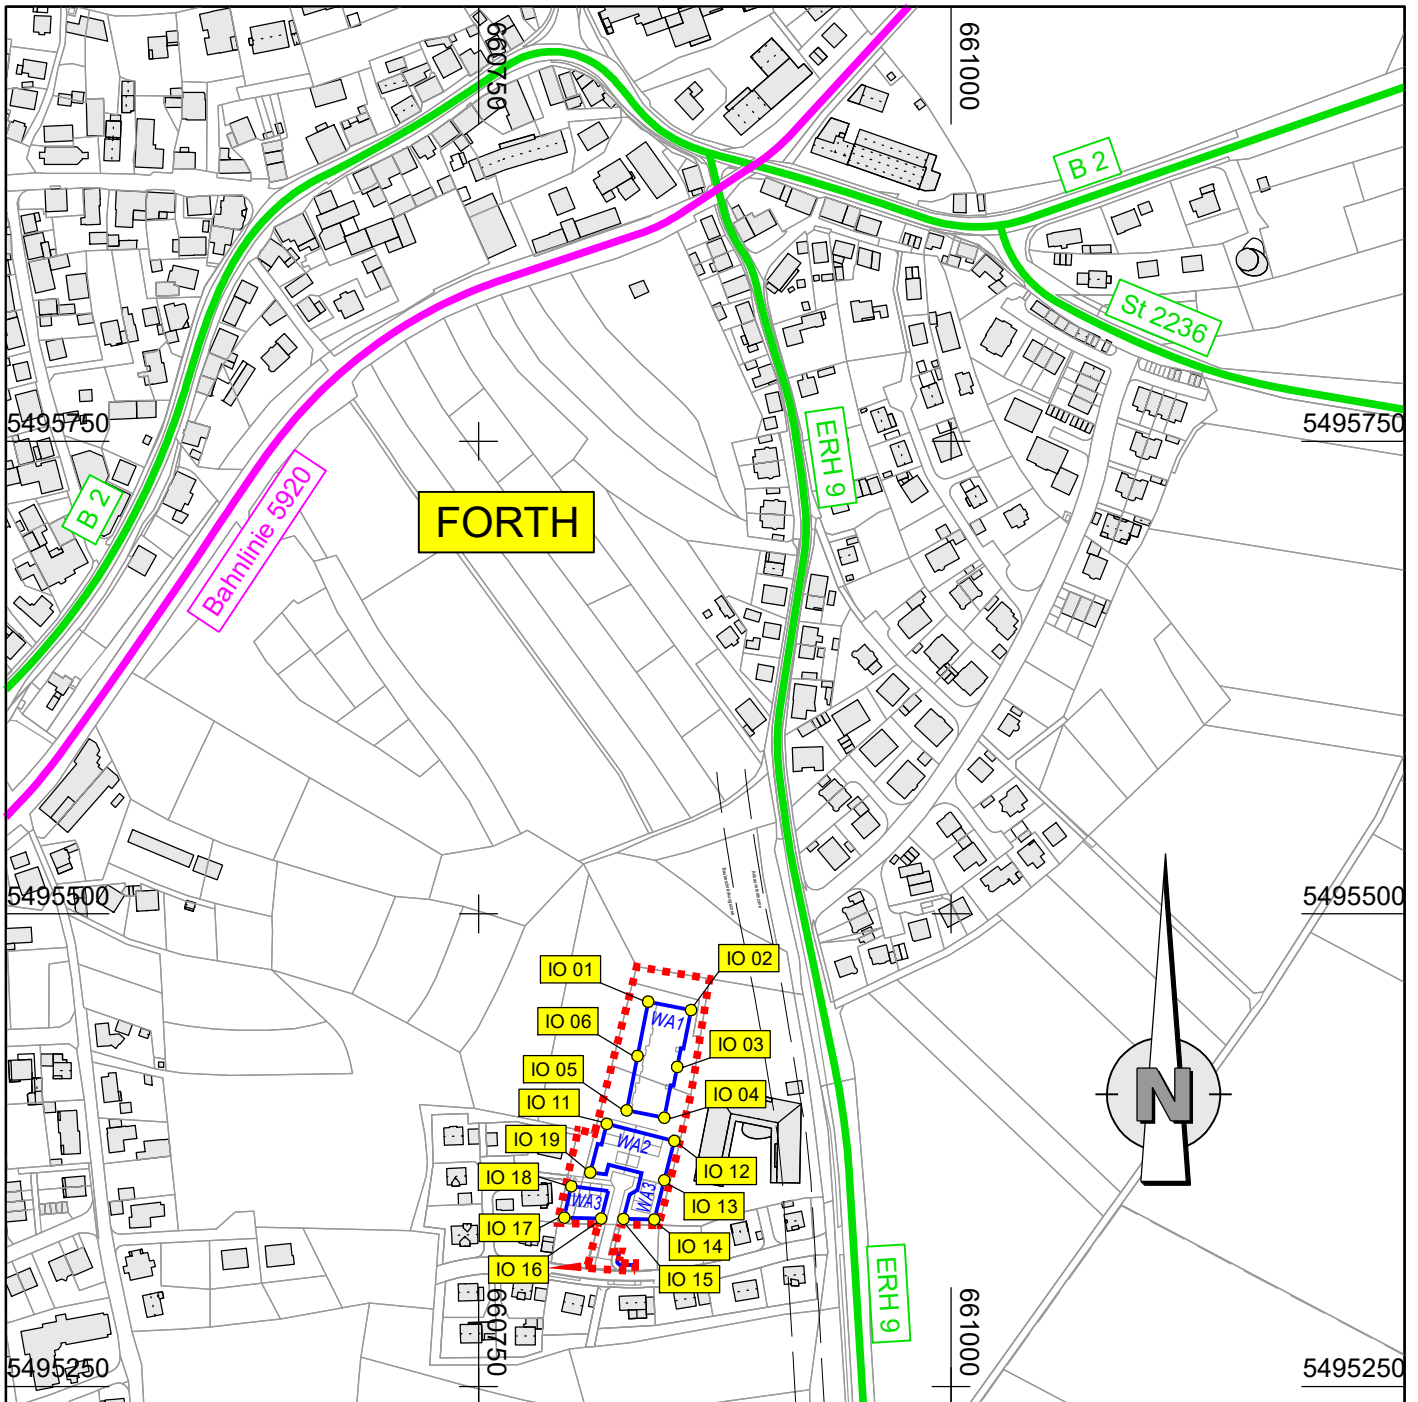 660750
661000
B 2
St 2236
5495750
5495750
ERH 9
B 2
FORTH
Bahnlinie 5920
5495500
5495500
IO 02
IO 01
WA1
IO 06
IO 03
IO 05
IO 04
IO 11
WA2
IO 19
IO 12
IO 18
WA3
WA3
IO 13
IO 17
IO 14
IO 16
IO 15
N
ERH 9
660750
661000
5495250
5495250